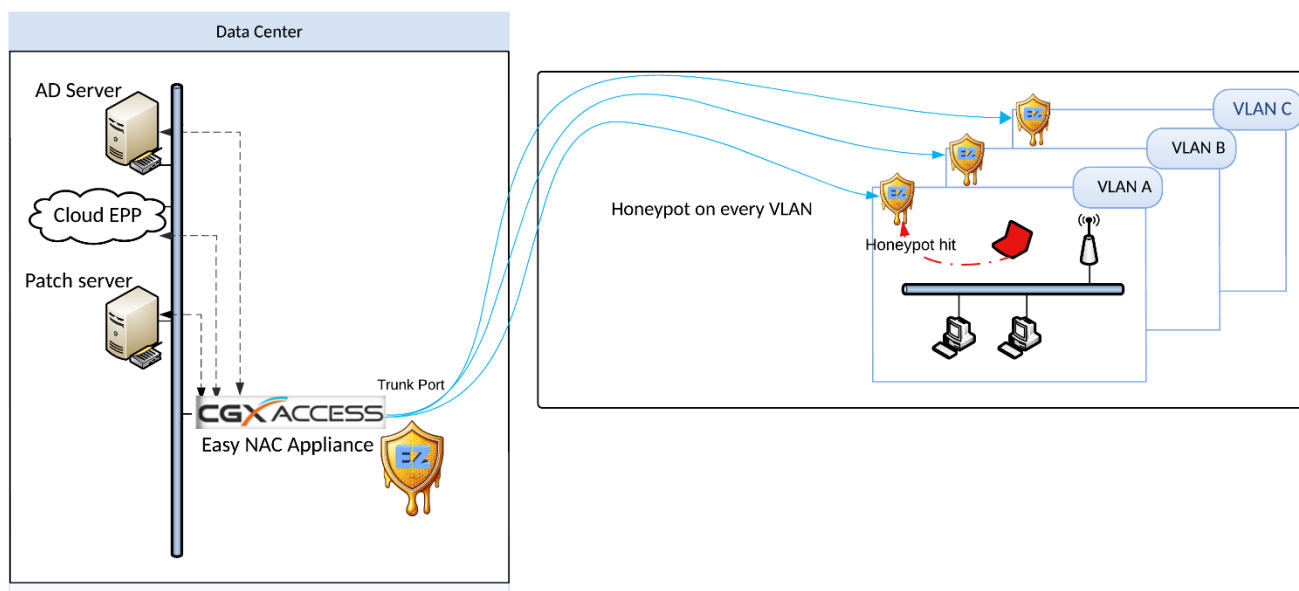 Data Center
AD Server
Cloud EPP
Patch server
Trunk Port
CGX ACCESS
Easy NAC Appliance
EZ
Honeypot on every VLAN
VLAN C
EZ
VLAN B
EZ
VLAN A
EZ
Honeypot hit